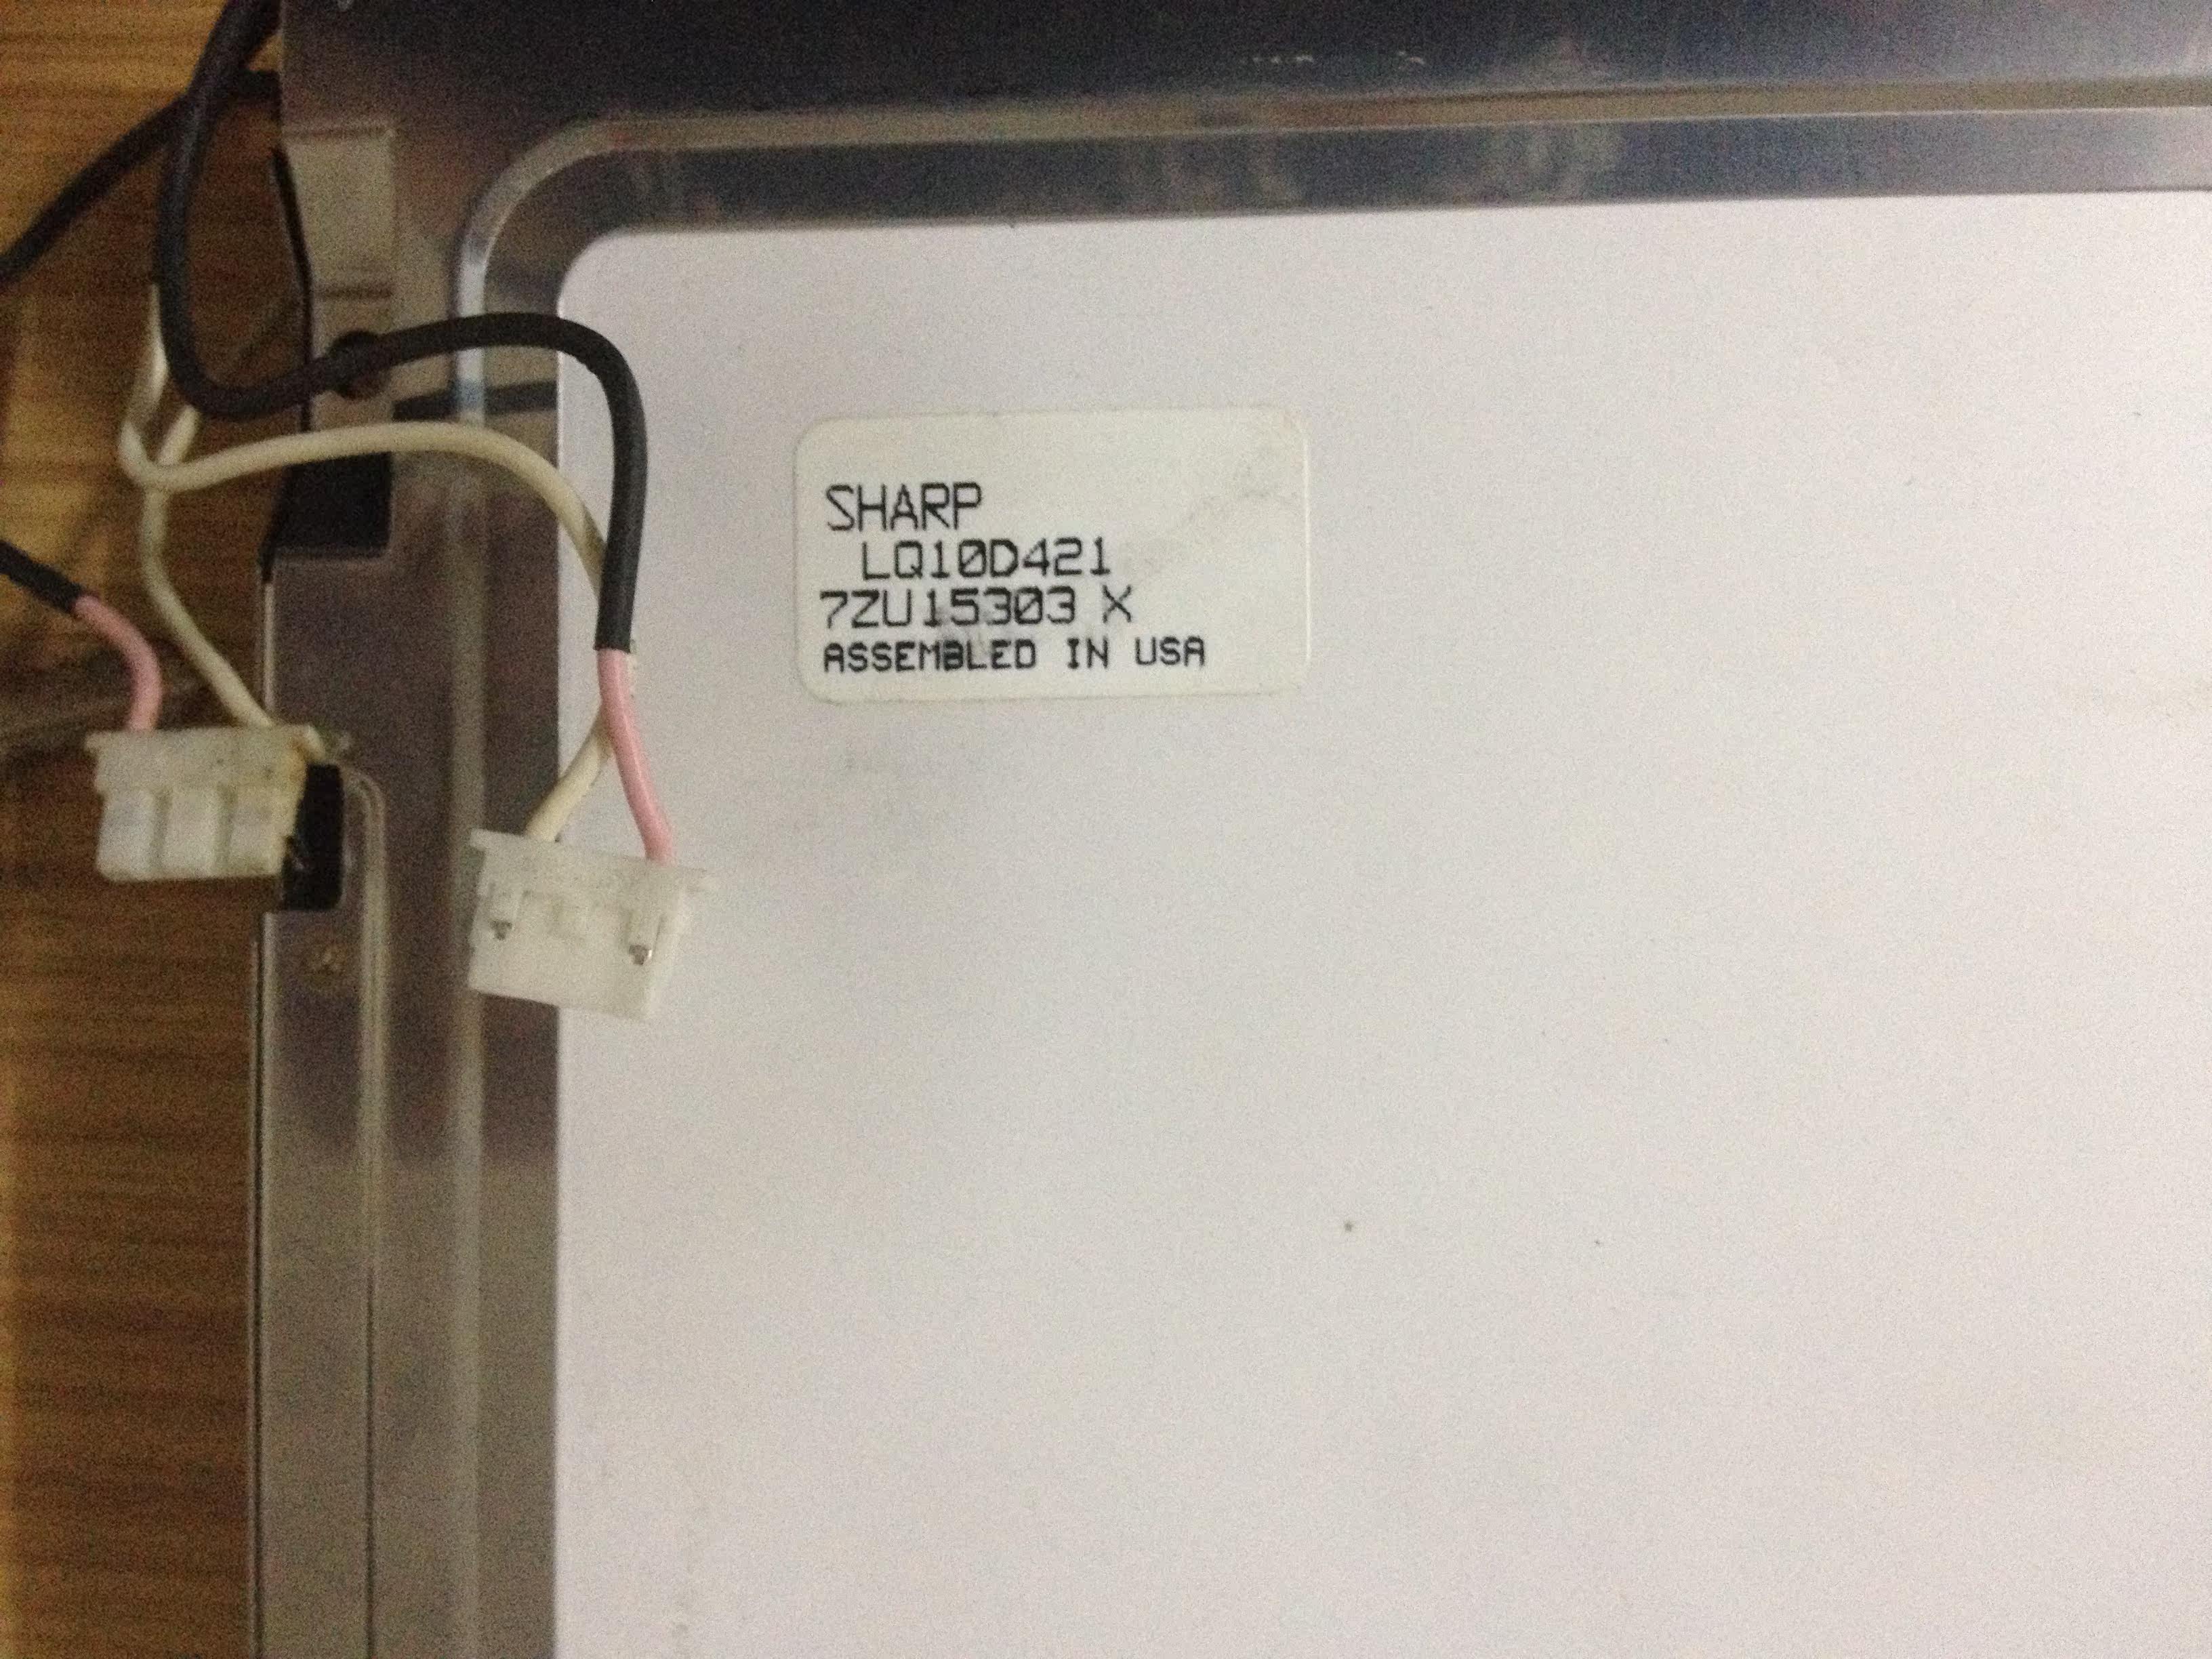 SHARP
LQ10D421
7ZU15303 X
ASSEMBLED IN USA